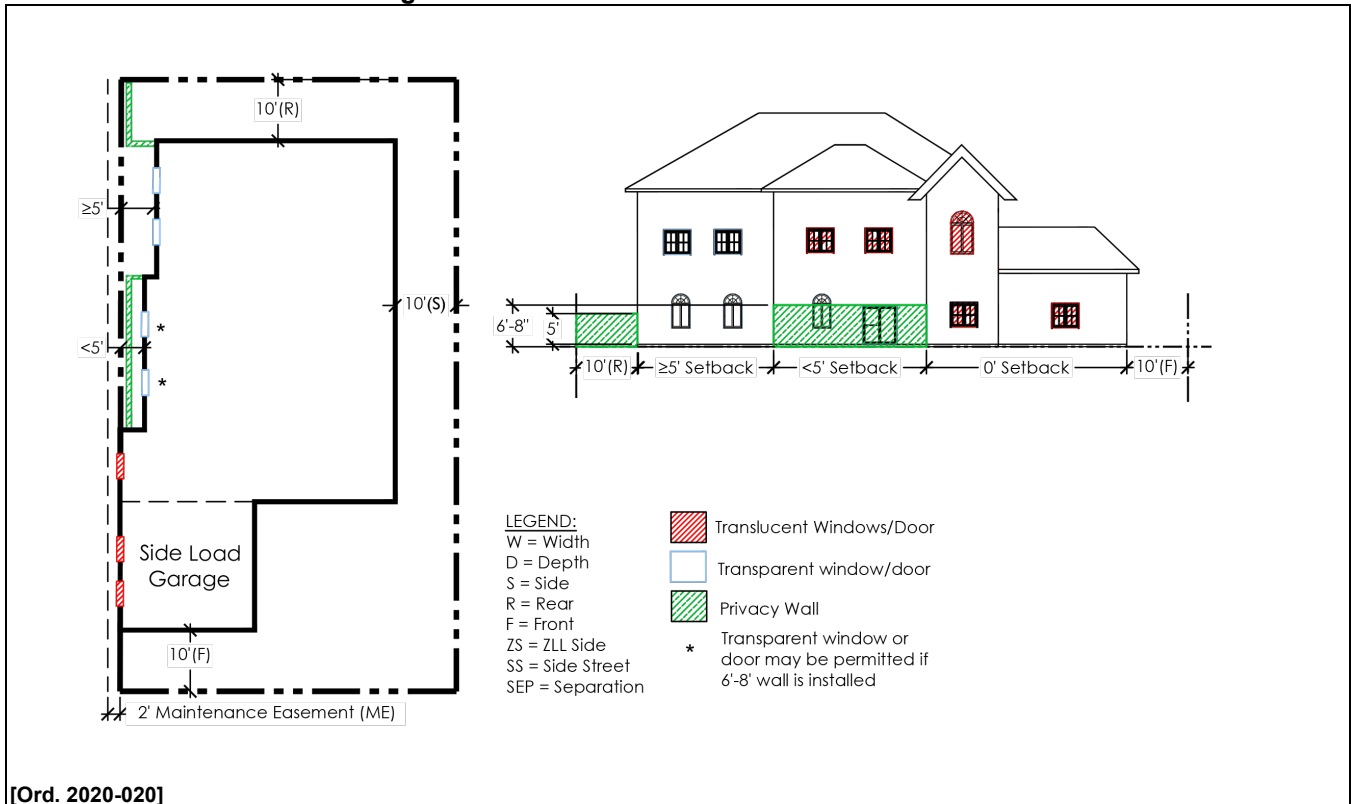 10'(R)
≥5'
10'(S)
<5'
*
*
Side Load
Garage
10'(F)
2' Maintenance Easement (ME)
6'-8"
5'
10'(R)
≥5' Setback
<5' Setback
0' Setback
10'(F)
LEGEND:
W = Width
D = Depth
S = Side
R = Rear
F = Front
ZS = ZLL Side
SS = Side Street
SEP = Separation
Translucent Windows/Door
Transparent window/door
Privacy Wall
* Transparent window or
door may be permitted if
6'-8' wall is installed
[Ord. 2020-020]